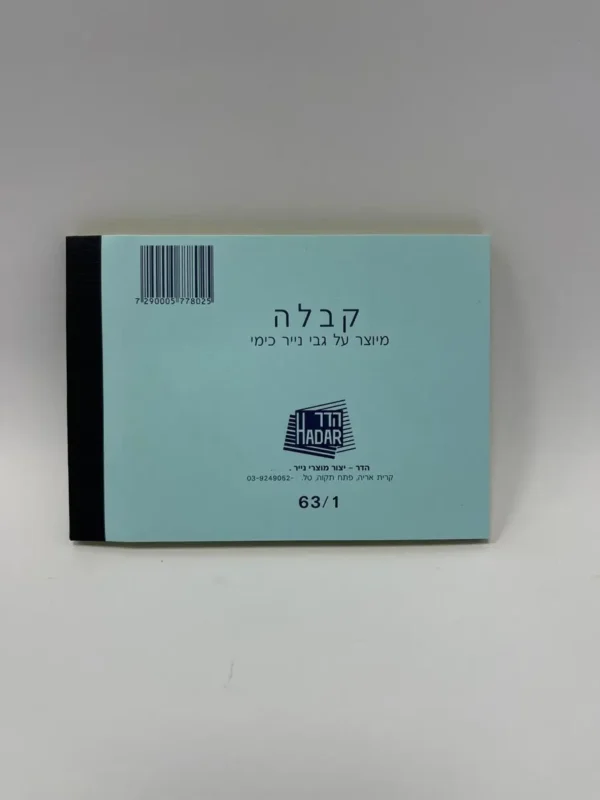 7290005778025
קבלה
מיוצר על גבי נייר כימי
הדר
HADAR
הדר - יצור מוצרי נייר.
קרית אריה, פתח תקוה, טל. 03-9249052-
63/1